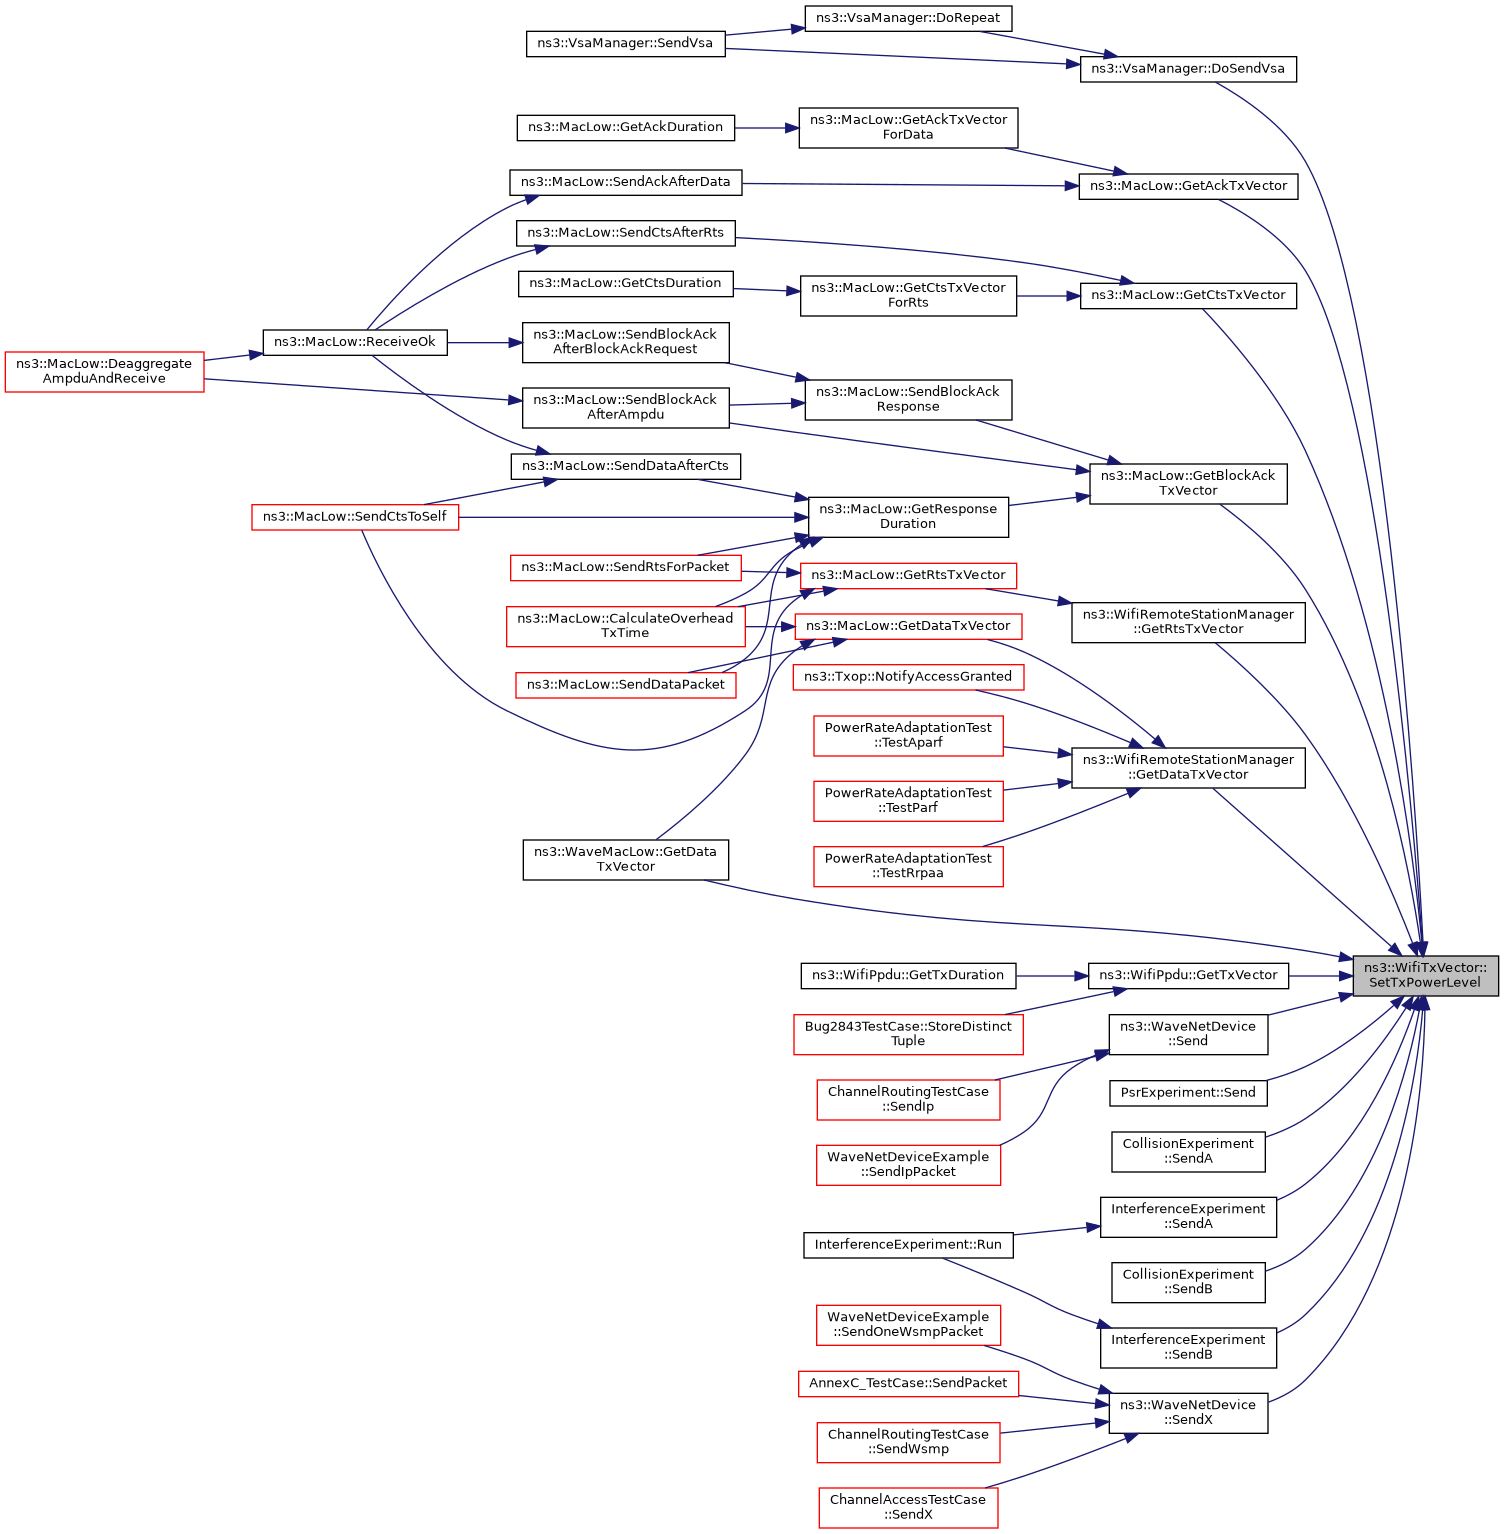 ns3::VsaManager::DoRepeat
ns3::VsaManager::SendVsa
ns3::VsaManager::DoSendVsa
ns3::MacLow::GetAckDuration
ns3::MacLow::GetAckTxVector
ForData
ns3::MacLow::SendAckAfterData
ns3::MacLow::GetAckTxVector
ns3::MacLow::SendCtsAfterRts
ns3::MacLow::GetCtsDuration
ns3::MacLow::GetCtsTxVector
ForRts
ns3::MacLow::GetCtsTxVector
ns3::MacLow::ReceiveOk
ns3::MacLow::SendBlockAck
AfterBlockAckRequest
ns3::MacLow::Deaggregate
AmpduAndReceive
ns3::MacLow::SendBlockAck
AfterAmpdu
ns3::MacLow::SendBlockAck
Response
ns3::MacLow::SendDataAfterCts
ns3::MacLow::GetBlockAck
TxVector
ns3::MacLow::SendCtsToSelf
ns3::MacLow::GetResponse
Duration
ns3::MacLow::SendRtsForPacket
ns3::MacLow::GetRtsTxVector
ns3::MacLow::CalculateOverhead
TxTime
ns3::MacLow::GetDataTxVector
ns3::WifiRemoteStationManager
::GetRtsTxVector
ns3::MacLow::SendDataPacket
ns3::Txop::NotifyAccessGranted
PowerRateAdaptationTest
::TestAparf
ns3::WifiRemoteStationManager
::GetDataTxVector
PowerRateAdaptationTest
::TestParf
ns3::WaveMacLow::GetData
TxVector
PowerRateAdaptationTest
::TestRrpaa
ns3::WifiPpdu::GetTxDuration
ns3::WifiPpdu::GetTxVector
ns3::WifiTxVector::
SetTxPowerLevel
Bug2843TestCase::StoreDistinct
Tuple
ns3::WaveNetDevice
::Send
ChannelRoutingTestCase
::SendIp
PsrExperiment::Send
WaveNetDeviceExample
::SendIpPacket
CollisionExperiment
::SendA
InterferenceExperiment
::SendA
InterferenceExperiment::Run
CollisionExperiment
::SendB
WaveNetDeviceExample
::SendOneWsmpPacket
InterferenceExperiment
::SendB
AnnexC_TestCase::SendPacket
ns3::WaveNetDevice
::SendX
ChannelRoutingTestCase
::SendWsmp
ChannelAccessTestCase
::SendX